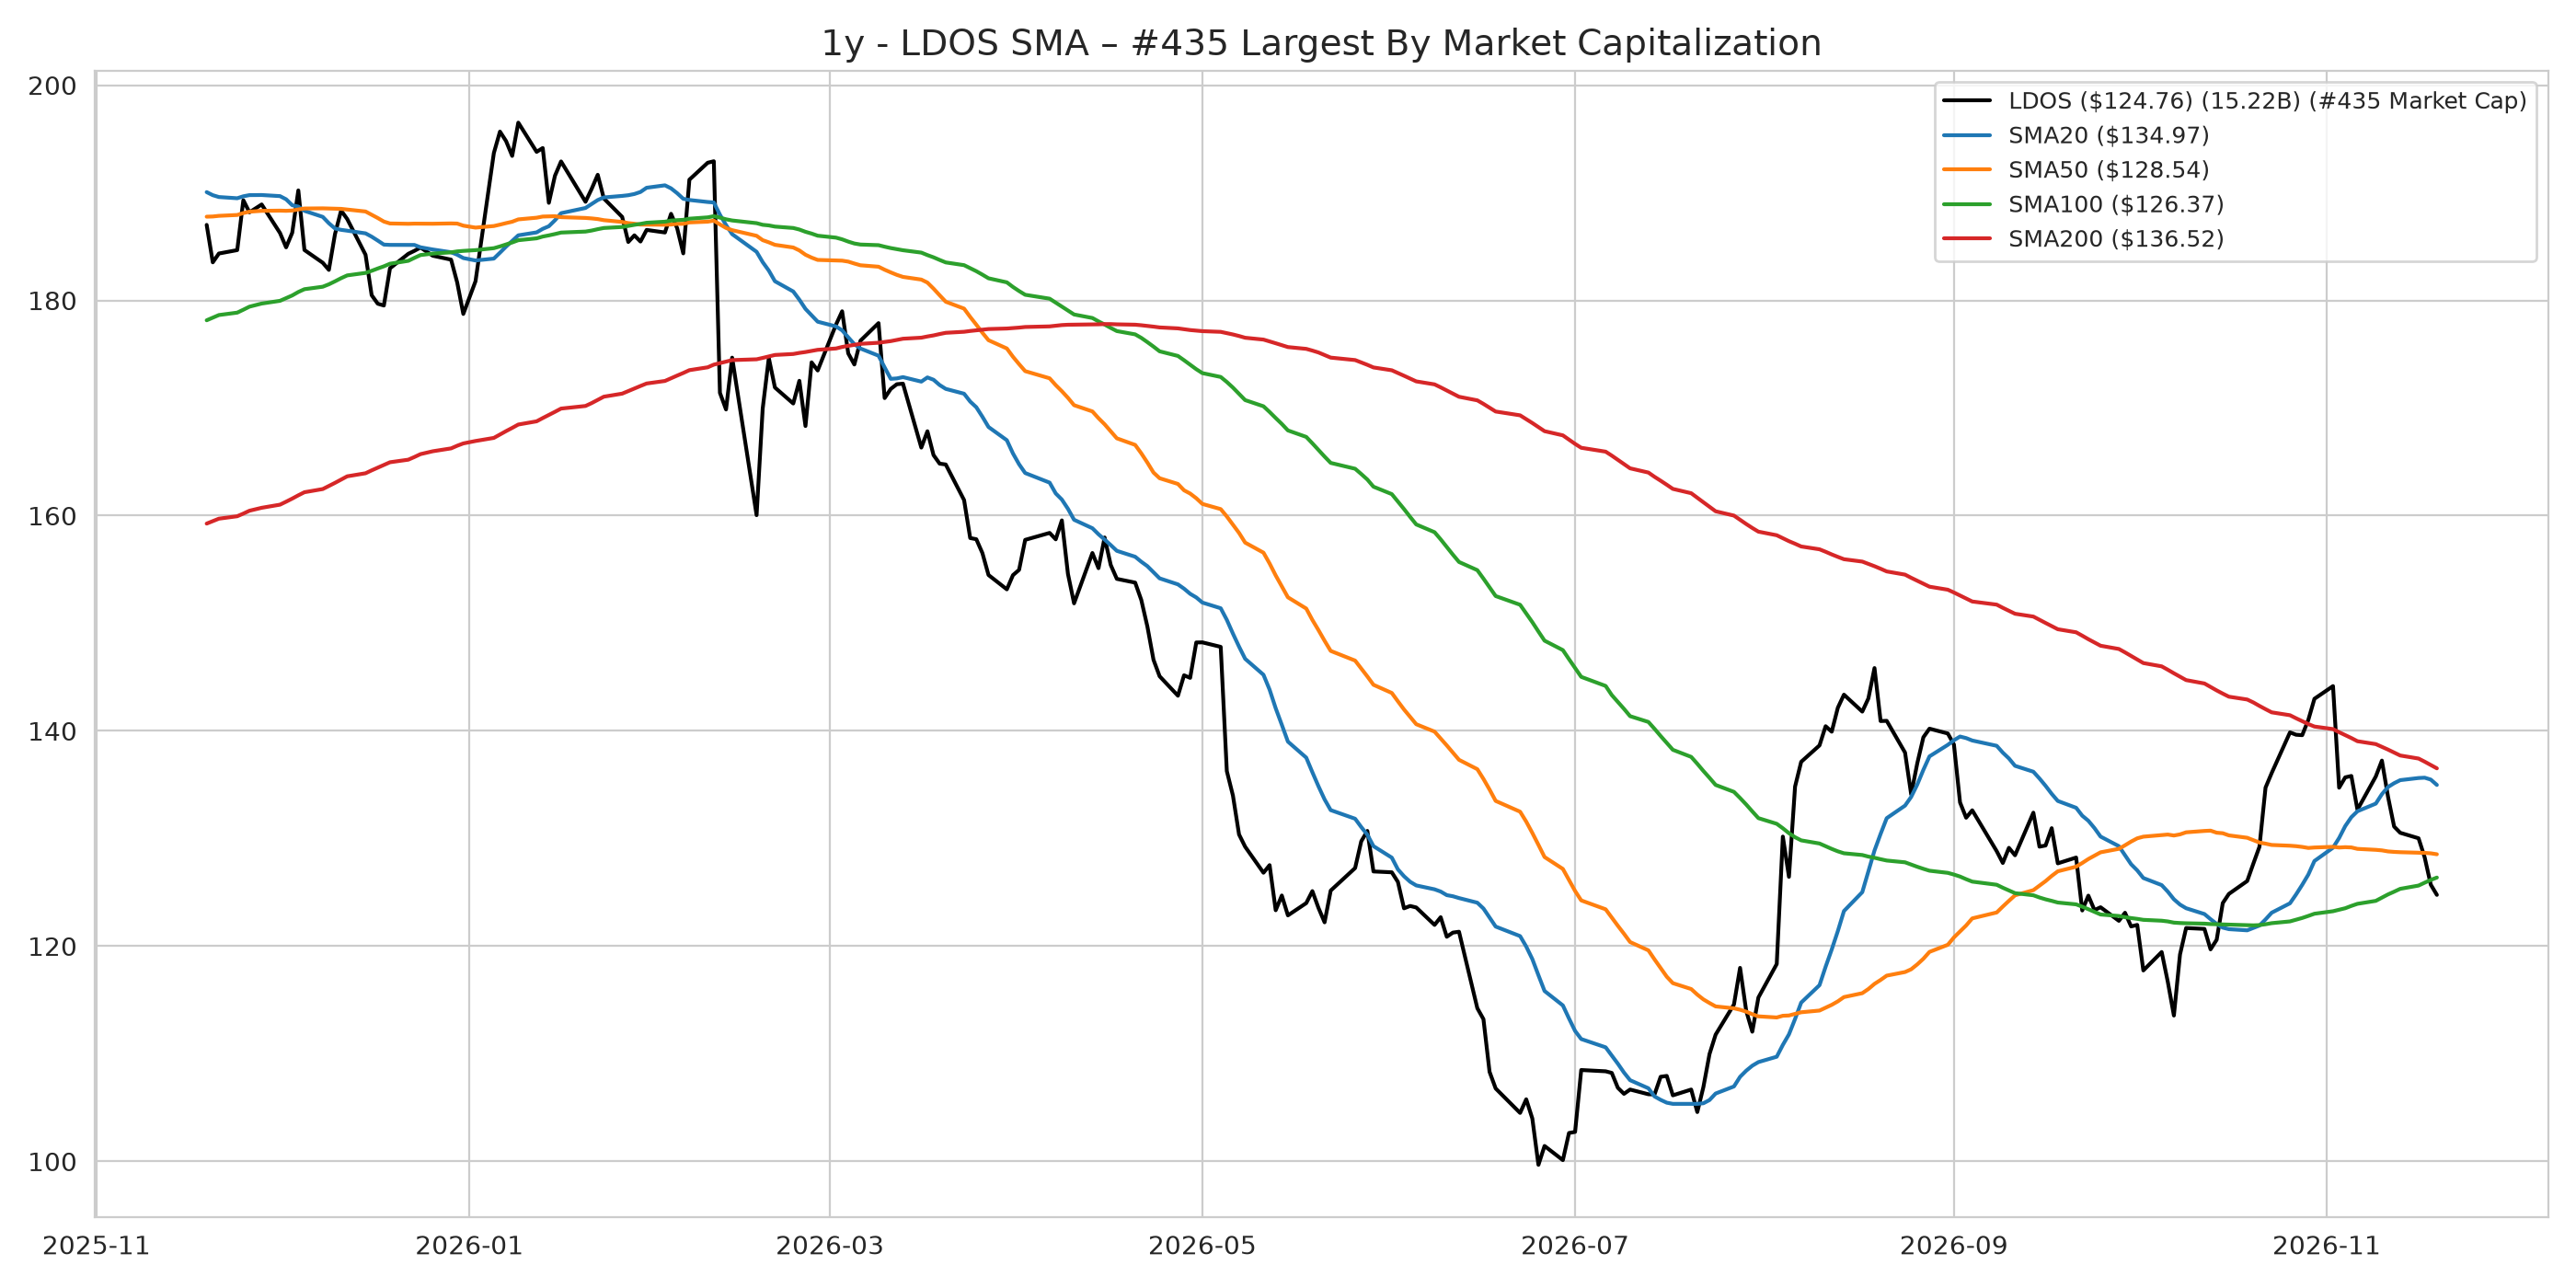 1y - LDOS SMA – #435 Largest By Market Capitalization
200
180
160
140
120
100
LDOS ($124.76) (15.22B) (#435 Market Cap)
SMA20 ($134.97)
SMA50 ($128.54)
SMA100 ($126.37)
SMA200 ($136.52)
2025-11
2026-01
2026-03
2026-05
2026-07
2026-09
2026-11